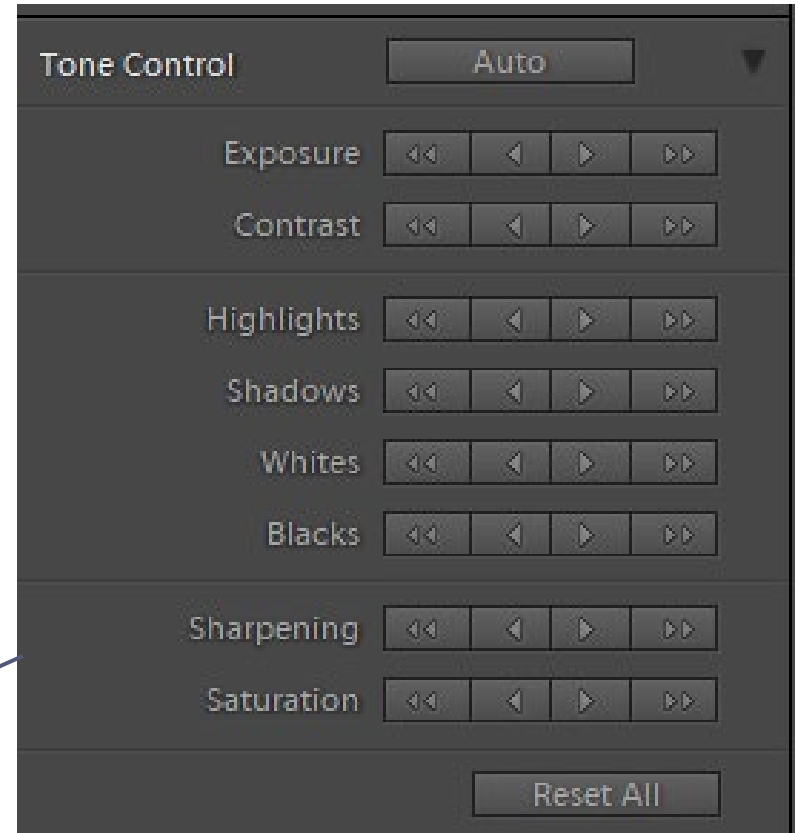 Tone Control Auto
Exposure
Contrast
Highlights
Shadows
Whites
Blacks
Sharpening
Saturation
Reset All